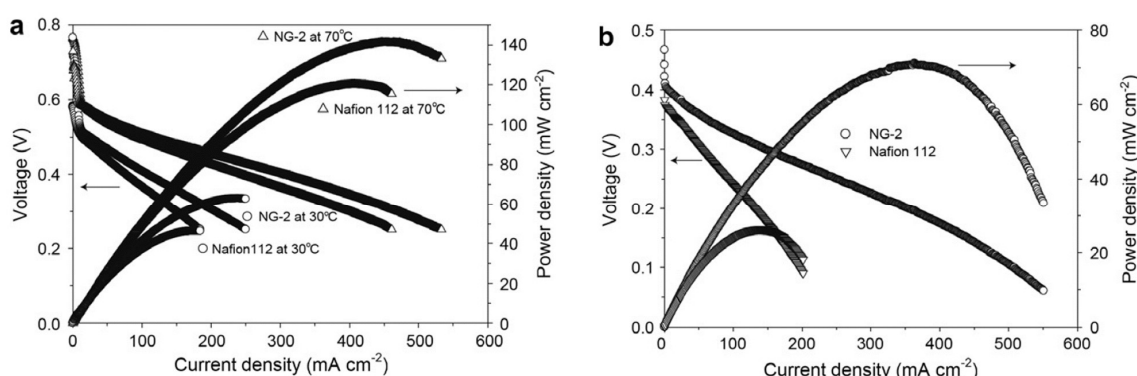 a
0.8
0.6
0.4
0.2
0.0
Voltage (V)
0
100
200
300
400
500
600
Current density (mA cm-2)
140
120
100
80
60
40
20
0
Power density (mW cm-2)
△ NG-2 at 70°C
△ Nafion 112 at 70°C
○ NG-2 at 30°C
○ Nafion112 at 30°C
b
0.5
0.4
0.3
0.2
0.1
0.0
Voltage (V)
0
100
200
300
400
500
600
Current density (mA cm-2)
80
60
40
20
0
Power density (mW cm-2)
○ NG-2
▽ Nafion 112